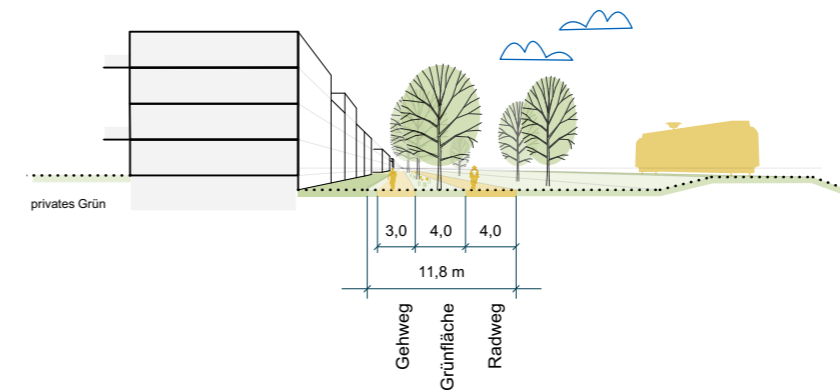 privates Grün
3,0 4,0 4,0
11,8 m
Gehweg
Grünfläche
Radweg